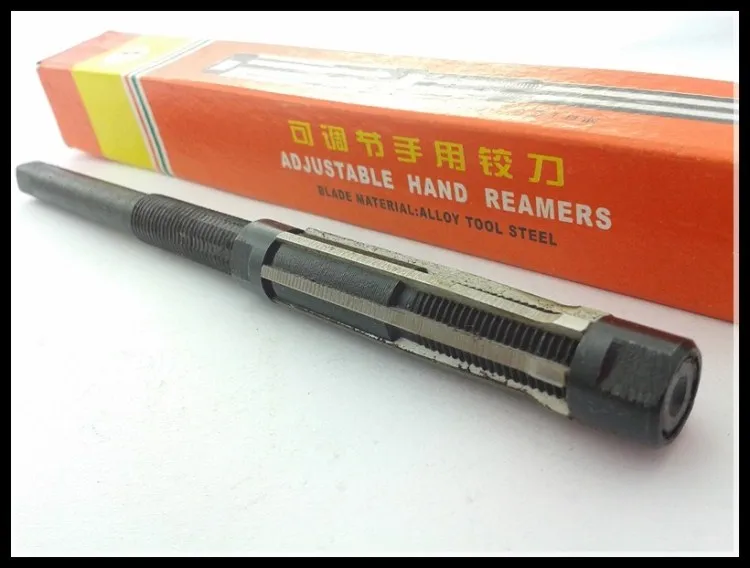 可调节手用铰刀
ADJUSTABLE HAND REAMERS
BLADE MATERIAL:ALLOY TOOL STEEL